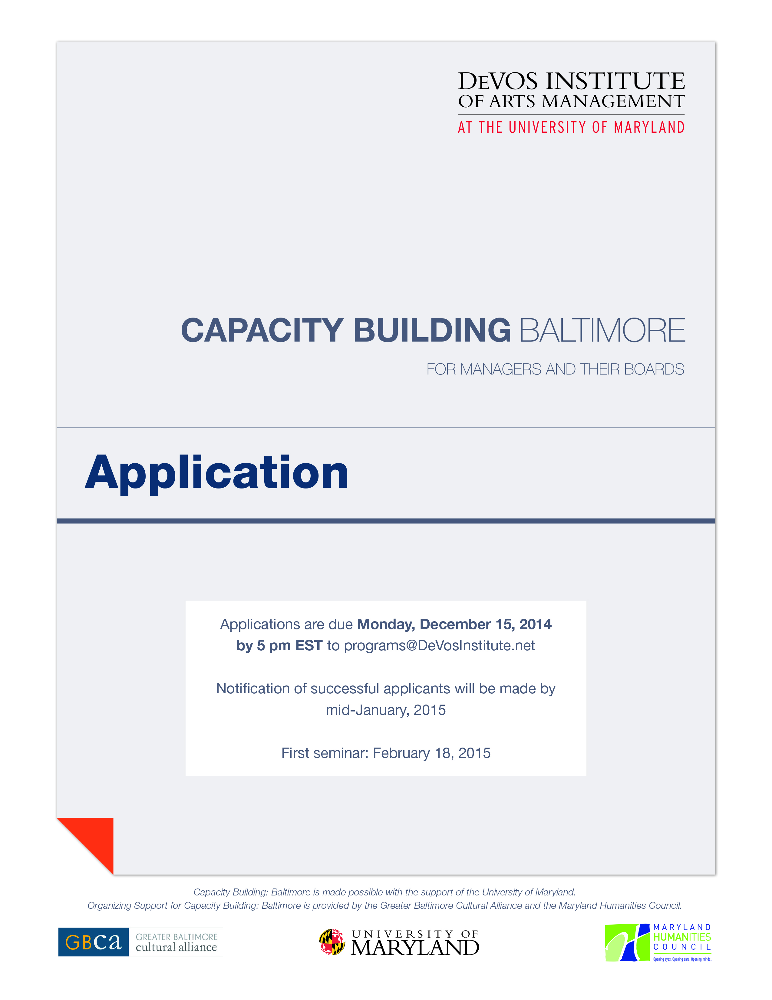 DeVOS INSTITUTE
OF ARTS MANAGEMENT
AT THE UNIVERSITY OF MARYLAND
CAPACITY BUILDING BALTIMORE
FOR MANAGERS AND THEIR BOARDS
Application
Applications are due Monday, December 15, 2014
by 5 pm EST to programs@DeVosInstitute.net
Notification of successful applicants will be made by
mid-January, 2015
First seminar: February 18, 2015
Capacity Building: Baltimore is made possible with the support of the University of Maryland.
Organizing Support for Capacity Building: Baltimore is provided by the Greater Baltimore Cultural Alliance and the Maryland Humanities Council.
GBca
GREATER BALT!MORE
cultural alliance
UNIVERSITY OF
MARYLAND
MARYLAND
HUMANITIES
COUNCIL
Opening eyes. Opening ears. Opening minds.